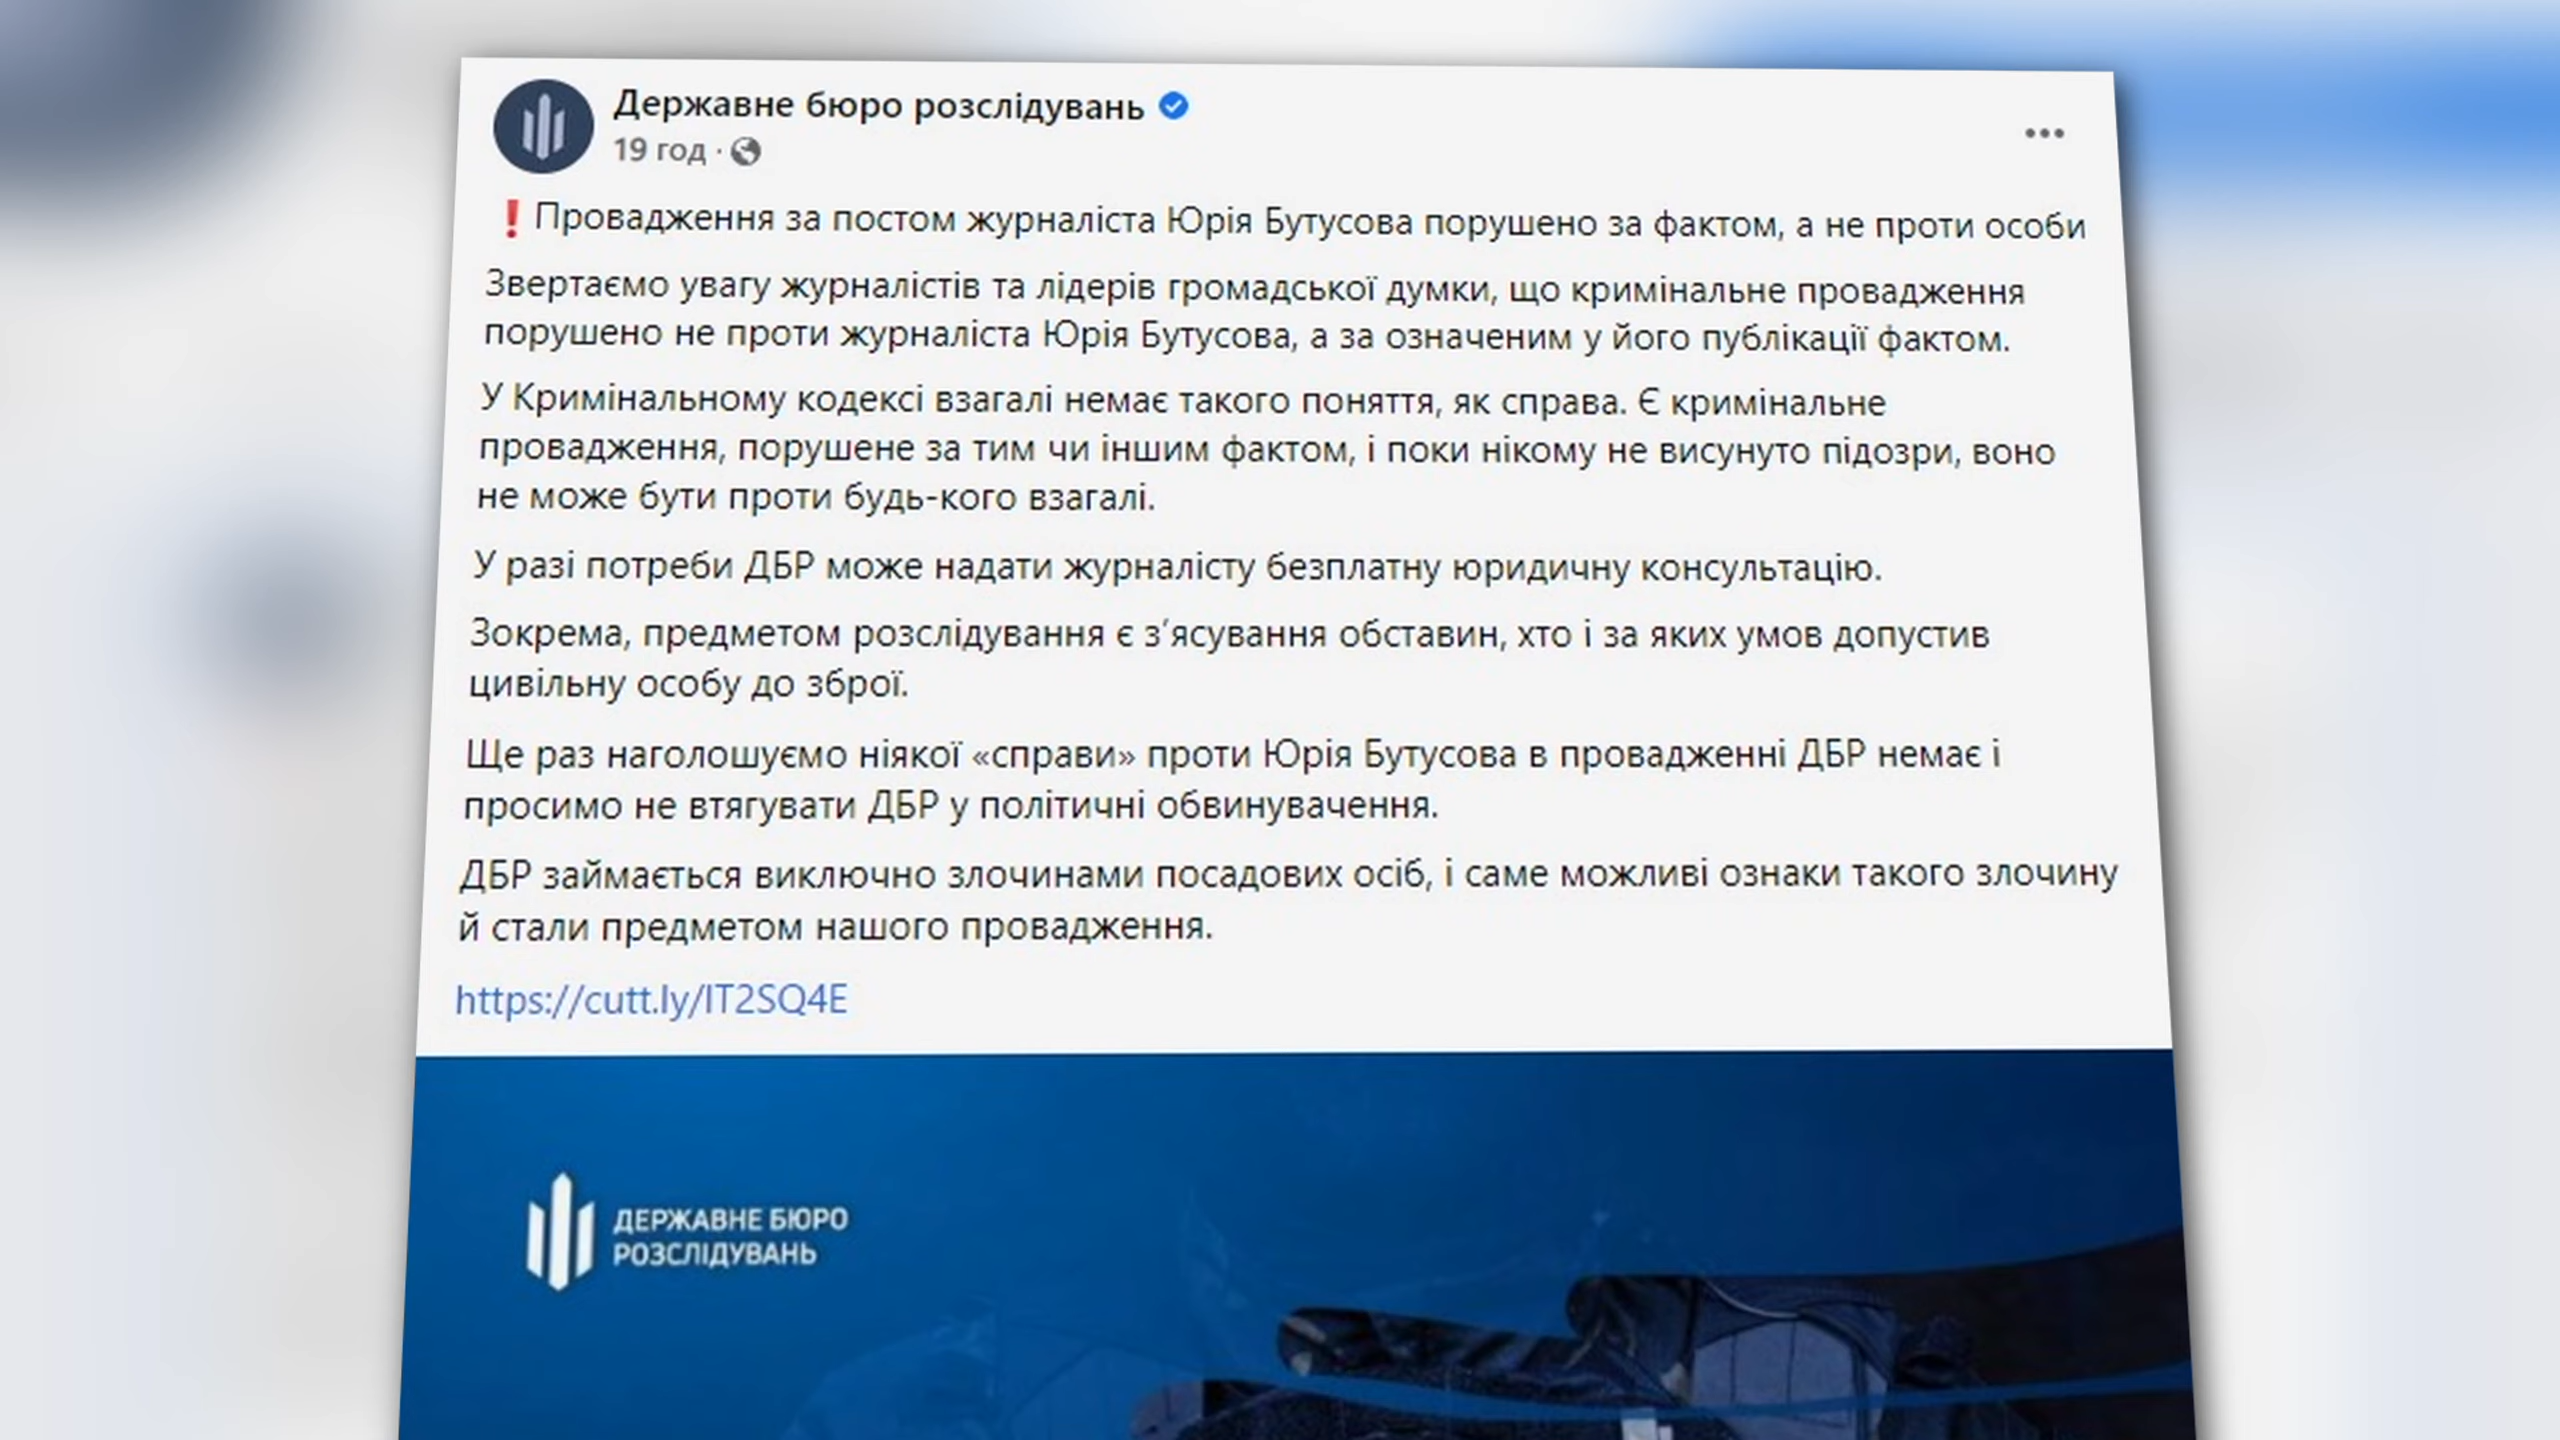 Державне бюро розслідувань
19 год ·
❗Провадження за постом журналіста Юрія Бутусова порушено за фактом, а не проти особи
Звертаємо увагу журналістів та лідерів громадської думки, що кримінальне провадження
порушено не проти журналіста Юрія Бутусова, а за означеним у його публікації фактом.
У Кримінальному кодексі взагалі немає такого поняття, як справа. Є кримінальне
провадження, порушене за тим чи іншим фактом, і поки нікому не висунуто підозри, воно
не може бути проти будь-кого взагалі.
У разі потреби ДБР може надати журналісту безплатну юридичну консультацію.
Зокрема, предметом розслідування є з’ясування обставин, хто і за яких умов допустив
цивільну особу до зброї.
Ще раз наголошуємо ніякої «справи» проти Юрія Бутусова в провадженні ДБР немає і
просимо не втягувати ДБР у політичні обвинувачення.
ДБР займається виключно злочинами посадових осіб, і саме можливі ознаки такого злочину
й стали предметом нашого провадження.
https://cutt.ly/IT2SQ4E
ДЕРЖАВНЕ БЮРО
РОЗСЛІДУВАНЬ